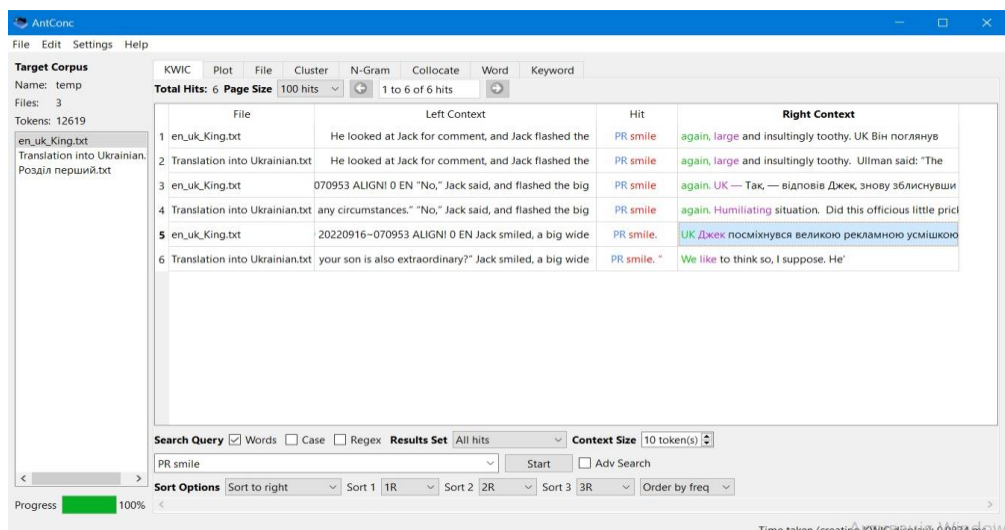 AntConc
File Edit Settings Help
Target Corpus
Name: temp
Files: 3
Tokens: 12619
en_uk_King.txt
Translation into Ukrainian.
Розділ перший.txt
Progress 100%
KWIC Plot File Cluster N-Gram Collocate Word Keyword
Total Hits: 6 Page Size 100 hits 1 to 6 of 6 hits
File Left Context Hit Right Context
1 en_uk_King.txt He looked at Jack for comment, and Jack flashed the PR smile again, large and insultingly toothy. UK Він поглянув
2 Translation into Ukrainian.txt He looked at Jack for comment, and Jack flashed the PR smile again, large and insultingly toothy. Ullman said: "The
3 en_uk_King.txt 070953 ALIGN! 0 EN "No," Jack said, and flashed the big PR smile again. UK — Так, — відповів Джек, знову зблиснувши
4 Translation into Ukrainian.txt any circumstances." "No," Jack said, and flashed the big PR smile again. Humiliating situation. Did this officious little
5 en_uk_King.txt 20220916~070953 ALIGN! 0 EN Jack smiled, a big wide PR smile. UK Джек посміхнувся великою рекламною усмішкою
6 Translation into Ukrainian.txt your son is also extraordinary?" Jack smiled, a big wide PR smile. " We like to think so, I suppose. He'
Search Query Words Case Regex Results Set All hits Context Size 10 token(s)
PR smile Start Adv Search
Sort Options Sort to right Sort 1 1R Sort 2 2R Sort 3 3R Order by freq
Time taken (creating KWIC display):